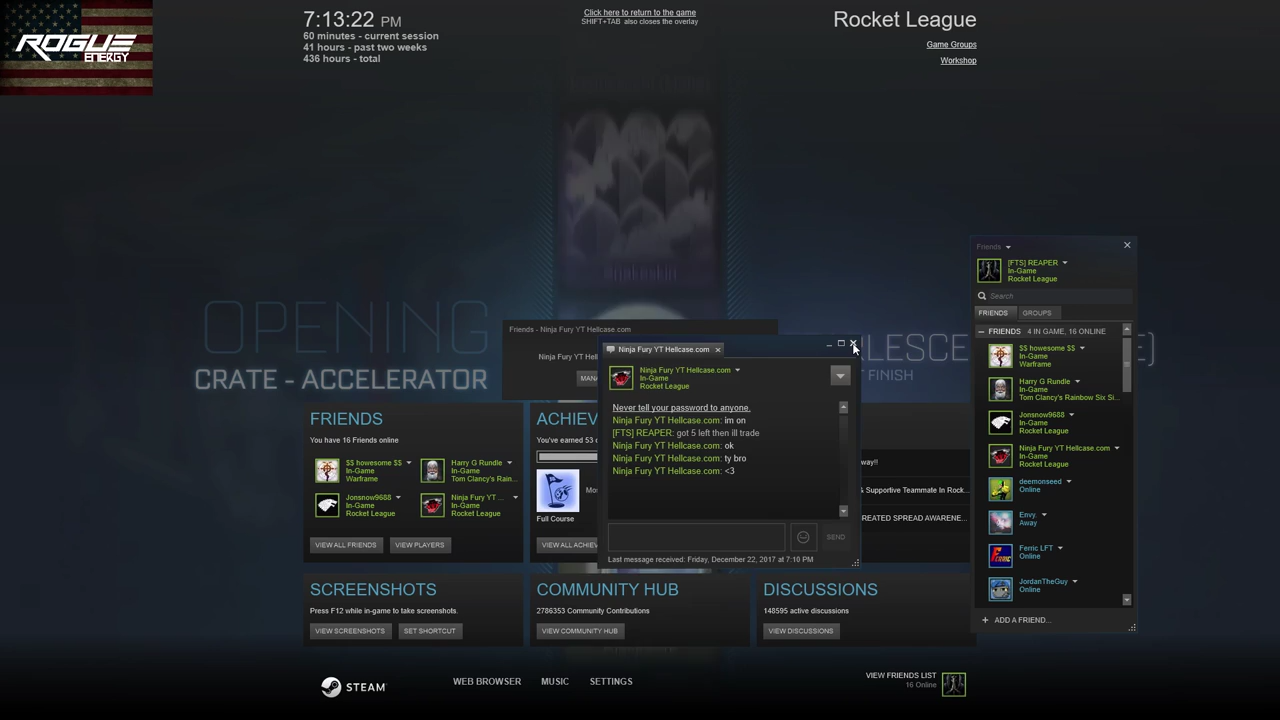 ROGUE
ENERGY
7:13:22 PM
60 minutes - current session
41 hours - past two weeks
436 hours - total
Click here to return to the game
SHIFT+TAB also closes the overlay
Rocket League
Game Groups
Workshop
OPENING
CRATE - ACCELERATOR
FINISH
Friends - Ninja Fury YT Hellcase.com
Ninja Fury YT Hell
MANA
Ninja Fury YT Hellcase.com
Ninja Fury YT Hellcase.com
In-Game
Rocket League
Never tell your password to anyone.
Ninja Fury YT Hellcase.com: im on
[FTS] REAPER: got 5 left then ill trade
Ninja Fury YT Hellcase.com: ok
Ninja Fury YT Hellcase.com: ty bro
Ninja Fury YT Hellcase.com: <3
SEND
Last message received: Friday, December 22, 2017 at 7:10 PM
FRIENDS
You have 16 Friends online
$$ howesome $$
In-Game
Warframe
Harry G Rundle
In-Game
Tom Clancy's Rain...
Jonsnow9688
In-Game
Rocket League
Ninja Fury YT ...
In-Game
Rocket League
VIEW ALL FRIENDS
VIEW PLAYERS
ACHIEV
You've earned 53 o
Mos
Full Course
VIEW ALL ACHIE
way!!
& Supportive Teammate In Rock...
REATED SPREAD AWARENE...
SCREENSHOTS
Press F12 while in-game to take screenshots.
VIEW SCREENSHOTS
SET SHORTCUT
COMMUNITY HUB
2786353 Community Contributions
VIEW COMMUNITY HUB
DISCUSSIONS
148595 active discussions
VIEW DISCUSSIONS
Friends
[FTS] REAPER
In-Game
Rocket League
Search
FRIENDS
GROUPS
FRIENDS 4 IN GAME, 16 ONLINE
$$ howesome $$
In-Game
Warframe
Harry G Rundle
In-Game
Tom Clancy's Rainbow Six Si...
Jonsnow9688
In-Game
Rocket League
Ninja Fury YT Hellcase.com
In-Game
Rocket League
deemonseed
Online
Envy.
Away
Ferric LFT
Online
JordanTheGuy
Online
ADD A FRIEND...
STEAM
WEB BROWSER
MUSIC
SETTINGS
VIEW FRIENDS LIST
16 Online